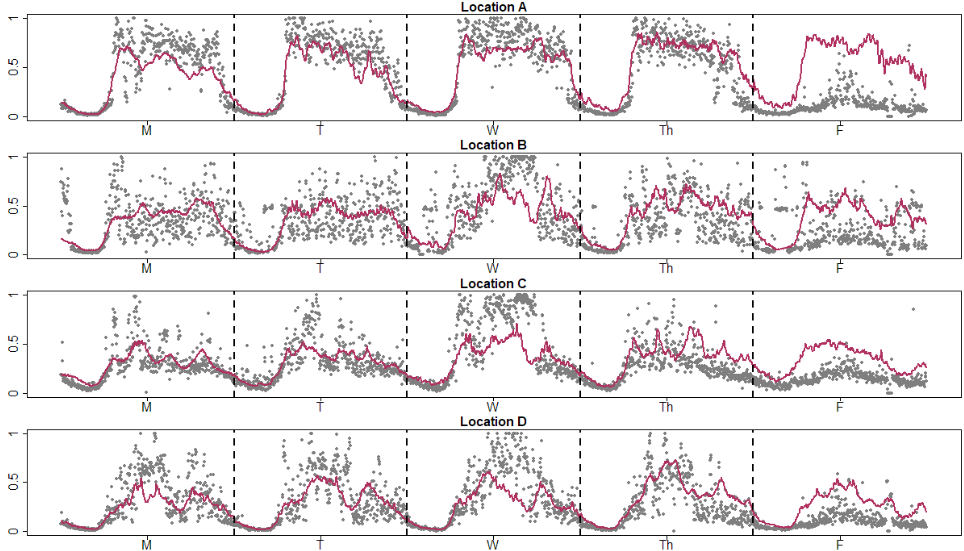 Location A
1
0.5
0
M T W Th F
Location B
1
0.5
0
M T W Th F
Location C
1
0.5
0
M T W Th F
Location D
1
0.5
0
M T W Th F